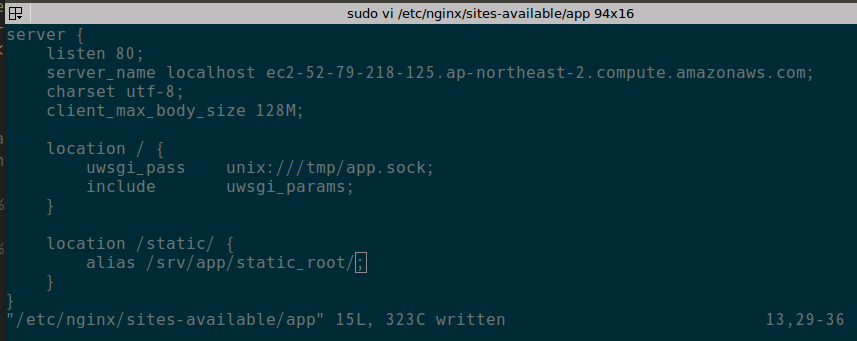 sudo vi /etc/nginx/sites-available/app 94x16
server {
    listen 80;
    server_name localhost ec2-52-79-218-125.ap-northeast-2.compute.amazonaws.com;
    charset utf-8;
    client_max_body_size 128M;

    location / {
        uwsgi_pass    unix:///tmp/app.sock;
        include       uwsgi_params;
    }

    location /static/ {
        alias /srv/app/static_root/;
    }
}
"/etc/nginx/sites-available/app" 15L, 323C written                          13,29-36